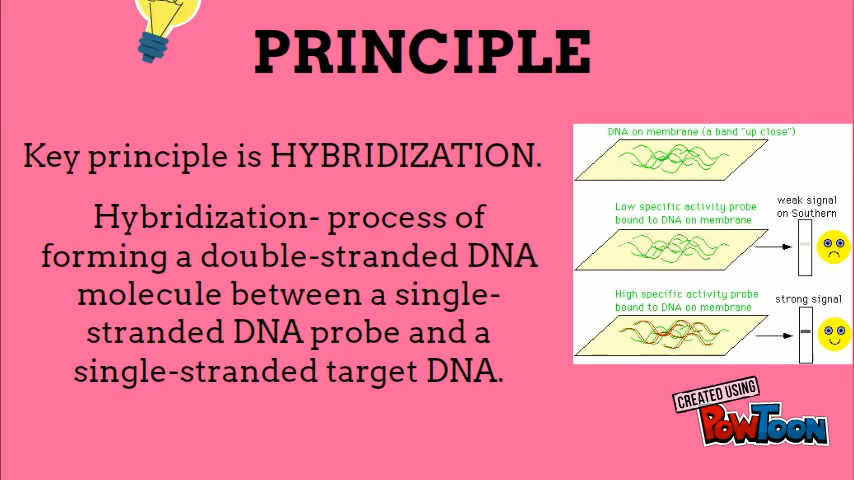 PRINCIPLE
Key principle is HYBRIDIZATION.
Hybridization- process of
forming a double-stranded DNA
molecule between a single-
stranded DNA probe and a
single-stranded target DNA.
DNA on membrane (a band "up close")
Low specific activity probe
bound to DNA on membrane
weak signal
on Southern
High specific activity probe
bound to DNA on membrane
strong signal
CREATED USING
POWTOON